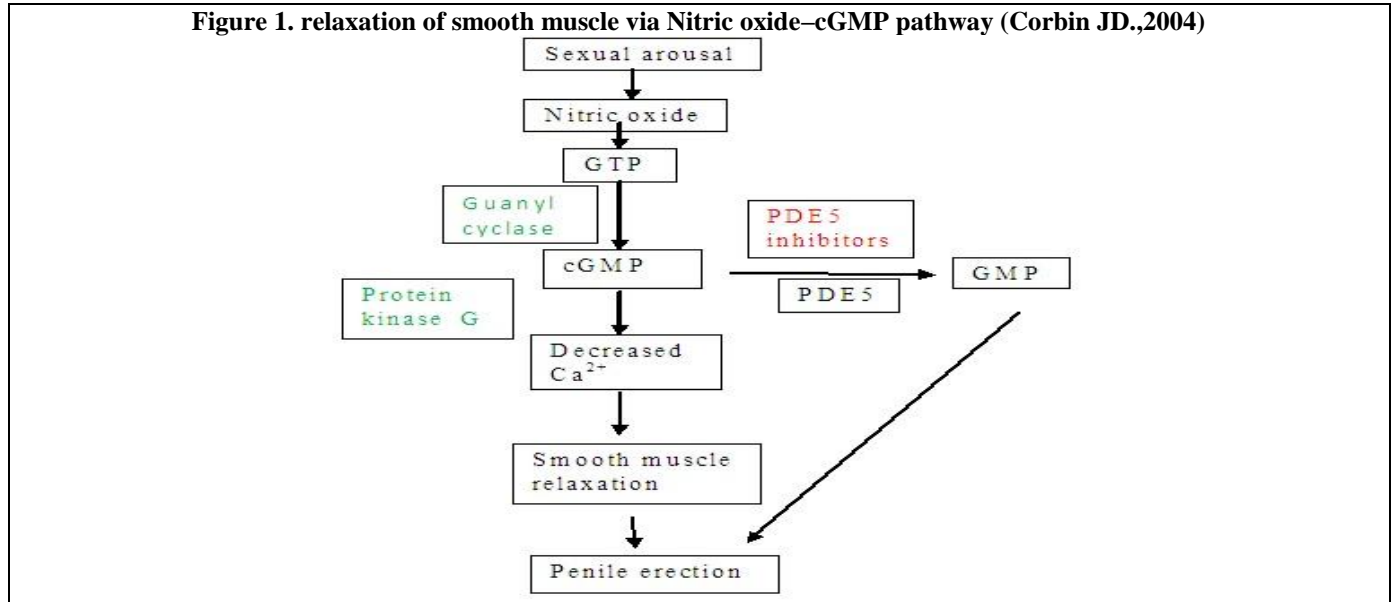 Figure 1. relaxation of smooth muscle via Nitric oxide–cGMP pathway (Corbin JD.,2004)
Sexual arousal
Nitric oxide
GTP
Guanyl
cyclase
PDE5
inhibitors
cGMP
GMP
PDE5
Protein
kinase G
Decreased
Ca²⁺
Smooth muscle
relaxation
Penile erection